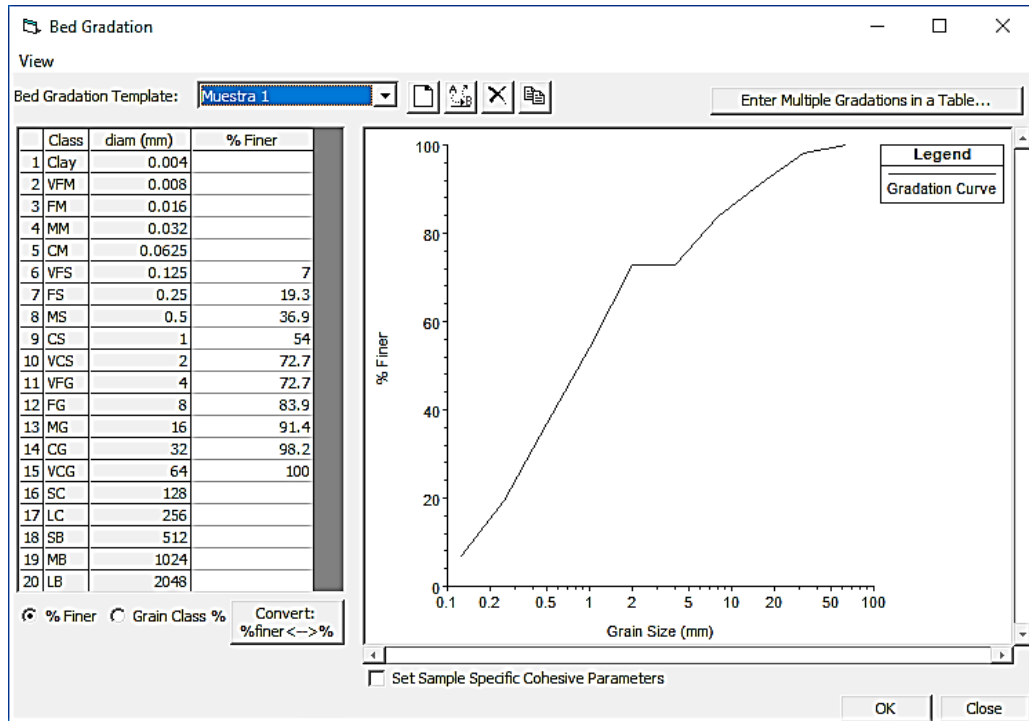 Bed Gradation
View
Bed Gradation Template: Muestra 1 Enter Multiple Gradations in a Table...
Class diam (mm) % Finer
1 Clay 0.004
2 VFM 0.008
3 FM 0.016
4 MM 0.032
5 CM 0.0625
6 VFS 0.125 7
7 FS 0.25 19.3
8 MS 0.5 36.9
9 CS 1 54
10 VCS 2 72.7
11 VFG 4 72.7
12 FG 8 83.9
13 MG 16 91.4
14 CG 32 98.2
15 VCG 64 100
16 SC 128
17 LC 256
18 SB 512
19 MB 1024
20 LB 2048
% Finer Grain Class % Convert:
%finer<-->%
100
80
60
40
20
0
% Finer
0.1 0.2 0.5 1 2 5 10 20 50 100
Grain Size (mm)
Legend
Gradation Curve
Set Sample Specific Cohesive Parameters
OK Close